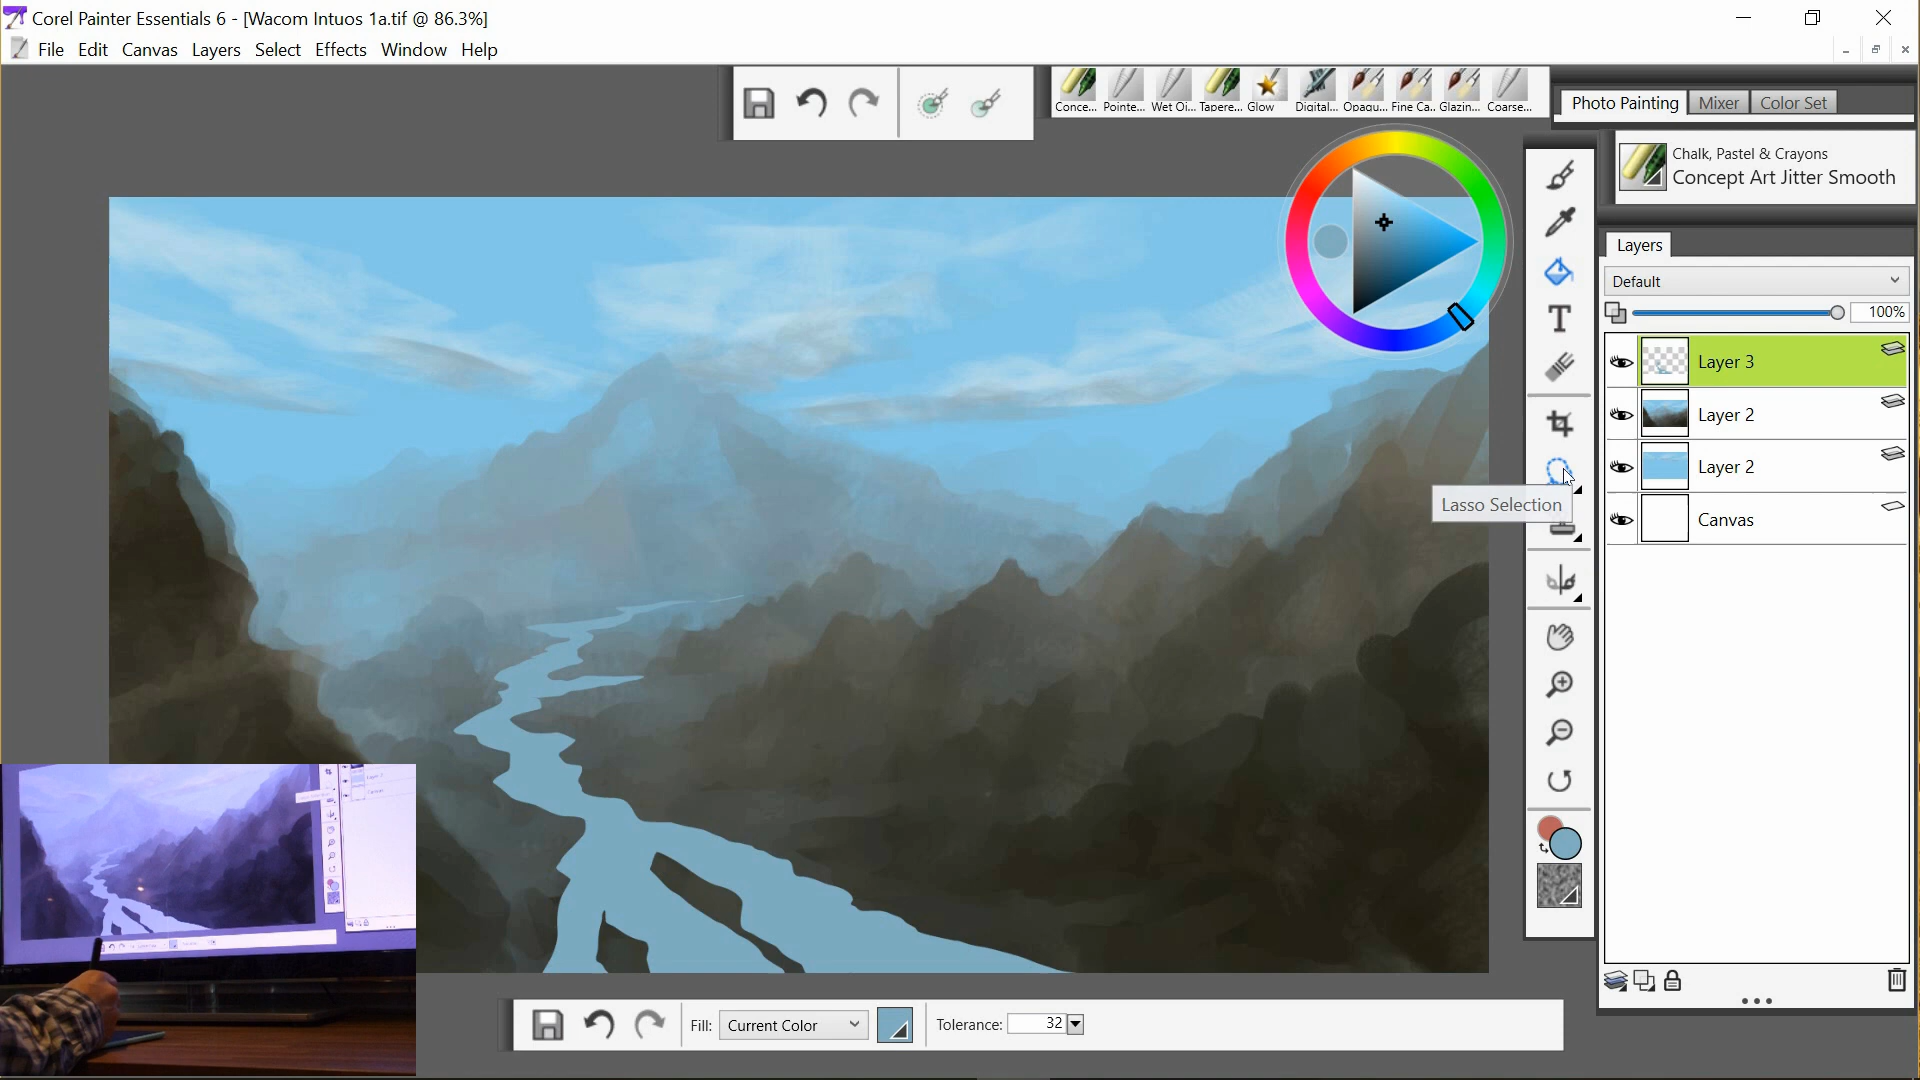 Corel Painter Essentials 6 - [Wacom Intuos 1a.tif @ 86.3%]
File Edit Canvas Layers Select Effects Window Help
Conce... Pointe... Wet Oi... Tapere... Glow Digital... Opaqu... Fine Ca.. Glazin... Coarse...
Photo Painting Mixer Color Set
Chalk, Pastel & Crayons
Concept Art Jitter Smooth
Layers
Default
100%
Layer 3
Layer 2
Layer 2
Canvas
T
Lasso Selection
Fill: Current Color Tolerance: 32